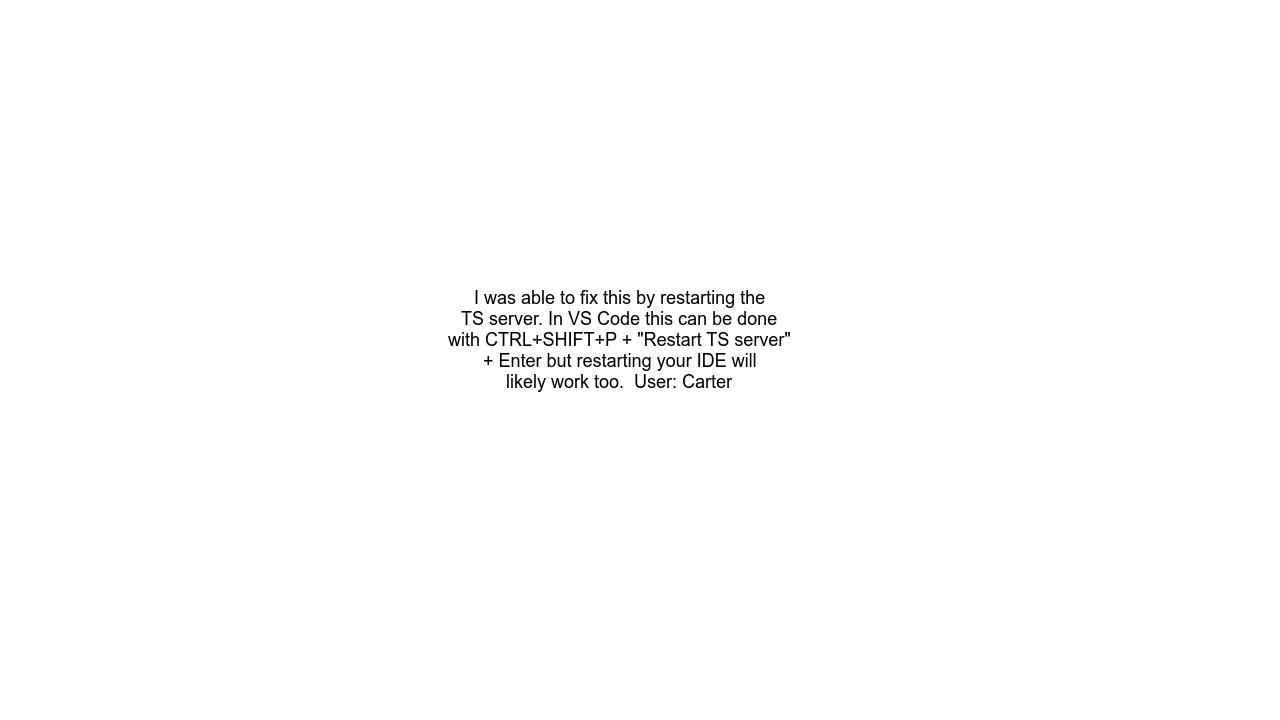 I was able to fix this by restarting the
TS server. In VS Code this can be done
with CTRL+SHIFT+P + "Restart TS server"
+ Enter but restarting your IDE will
likely work too.  User: Carter